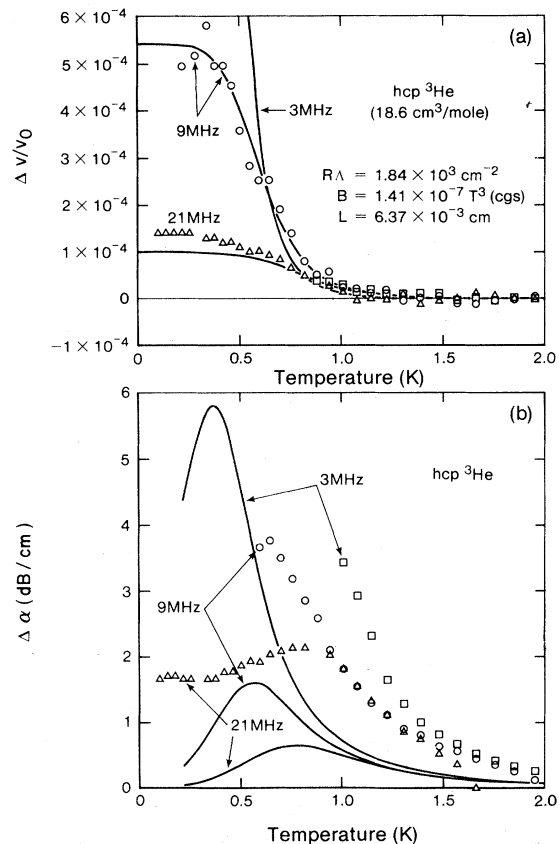 6 × 10⁻⁴
5 × 10⁻⁴
4 × 10⁻⁴
3 × 10⁻⁴
2 × 10⁻⁴
1 × 10⁻⁴
0
−1 × 10⁻⁴
Δ v/v₀
(a)
9MHz
3MHz
21MHz
hcp ³He
(18.6 cm³/mole)
RΛ = 1.84 × 10³ cm⁻²
B = 1.41 × 10⁻⁷ T³ (cgs)
L = 6.37 × 10⁻³ cm
0 0.5 1.0 1.5 2.0
Temperature (K)
6
5
4
3
2
1
0
Δ α (dB / cm)
(b)
hcp ³He
3MHz
9MHz
21MHz
0 0.5 1.0 1.5 2.0
Temperature (K)